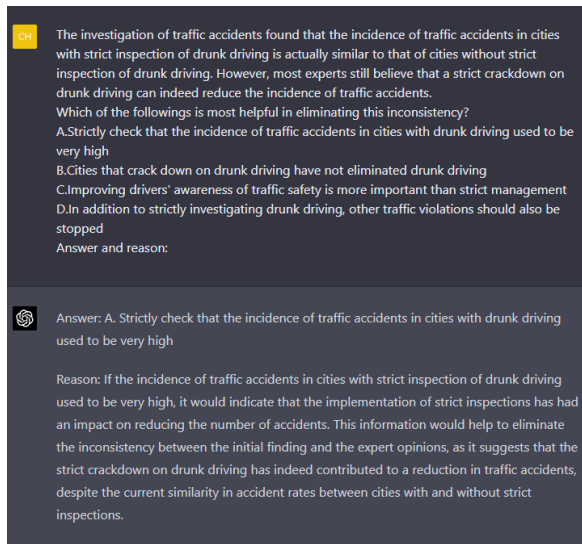 CH
The investigation of traffic accidents found that the incidence of traffic accidents in cities
with strict inspection of drunk driving is actually similar to that of cities without strict
inspection of drunk driving. However, most experts still believe that a strict crackdown on
drunk driving can indeed reduce the incidence of traffic accidents.
Which of the followings is most helpful in eliminating this inconsistency?
A.Strictly check that the incidence of traffic accidents in cities with drunk driving used to be
very high
B.Cities that crack down on drunk driving have not eliminated drunk driving
C.Improving drivers' awareness of traffic safety is more important than strict management
D.In addition to strictly investigating drunk driving, other traffic violations should also be
stopped
Answer and reason:
Answer: A. Strictly check that the incidence of traffic accidents in cities with drunk driving
used to be very high
Reason: If the incidence of traffic accidents in cities with strict inspection of drunk driving
used to be very high, it would indicate that the implementation of strict inspections has had
an impact on reducing the number of accidents. This information would help to eliminate
the inconsistency between the initial finding and the expert opinions, as it suggests that the
strict crackdown on drunk driving has indeed contributed to a reduction in traffic accidents,
despite the current similarity in accident rates between cities with and without strict
inspections.